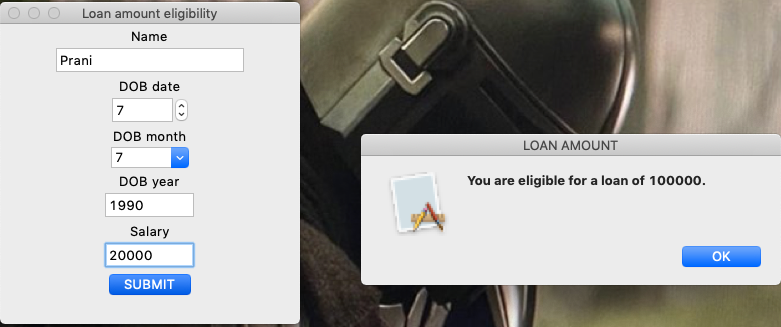 Loan amount eligibility
Name
Prani
DOB date
7
DOB month
7
DOB year
1990
Salary
20000
SUBMIT
LOAN AMOUNT
You are eligible for a loan of 100000.
OK